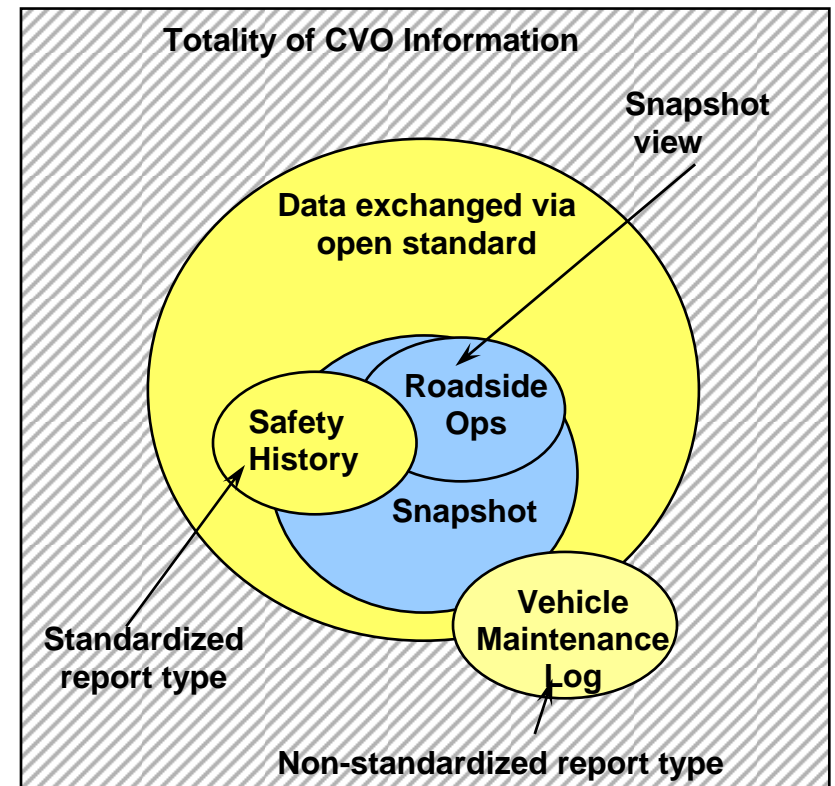 Totality of CVO Information
Snapshot
view
Data exchanged via
open standard
Roadside
Ops
Safety
History
Snapshot
Vehicle
Maintenance
Log
Standardized
report type
Non-standardized report type